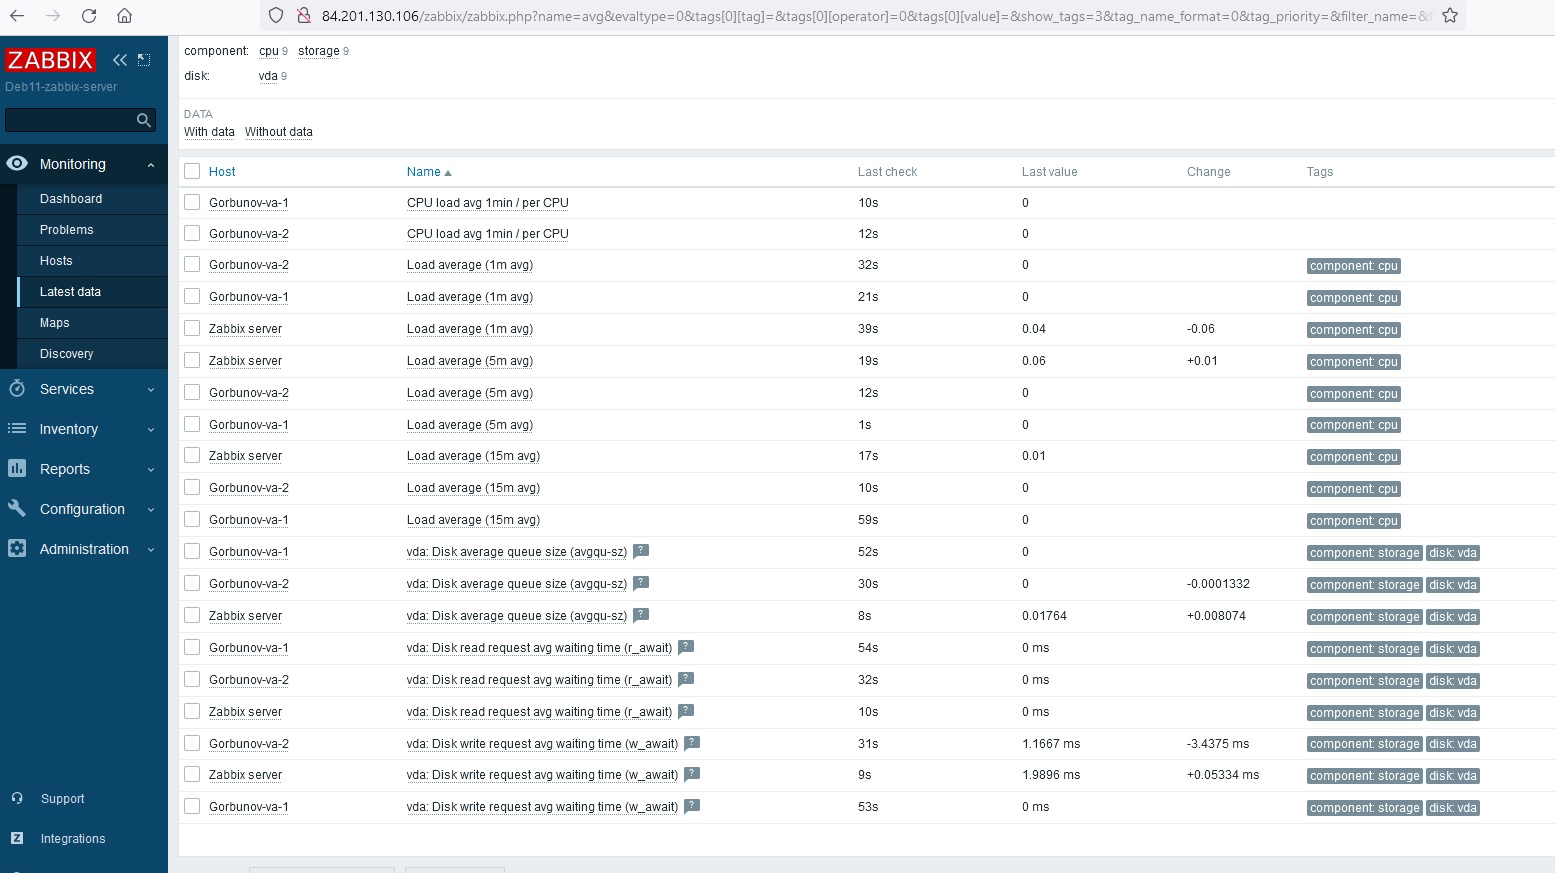 84.201.130.106/zabbix/zabbix.php?name=avg&evaltype=0&tags[0][tag]=&tags[0][operator]=0&tags[0][value]=&show_tags=3&tag_name_format=0&tag_priority=&filter_name=&
ZABBIX
Deb11-zabbix-server
Monitoring
Dashboard
Problems
Hosts
Latest data
Maps
Discovery
Services
Inventory
Reports
Configuration
Administration
Support
Integrations
component: cpu 9 storage 9
disk: vda 9
DATA
With data Without data
Host Name Last check Last value Change Tags
Gorbunov-va-1 CPU load avg 1min / per CPU 10s 0
Gorbunov-va-2 CPU load avg 1min / per CPU 12s 0
Gorbunov-va-2 Load average (1m avg) 32s 0 component: cpu
Gorbunov-va-1 Load average (1m avg) 21s 0 component: cpu
Zabbix server Load average (1m avg) 39s 0.04 -0.06 component: cpu
Zabbix server Load average (5m avg) 19s 0.06 +0.01 component: cpu
Gorbunov-va-2 Load average (5m avg) 12s 0 component: cpu
Gorbunov-va-1 Load average (5m avg) 1s 0 component: cpu
Zabbix server Load average (15m avg) 17s 0.01 component: cpu
Gorbunov-va-2 Load average (15m avg) 10s 0 component: cpu
Gorbunov-va-1 Load average (15m avg) 59s 0 component: cpu
Gorbunov-va-1 vda: Disk average queue size (avgqu-sz) ? 52s 0 component: storage disk: vda
Gorbunov-va-2 vda: Disk average queue size (avgqu-sz) ? 30s 0 -0.0001332 component: storage disk: vda
Zabbix server vda: Disk average queue size (avgqu-sz) ? 8s 0.01764 +0.008074 component: storage disk: vda
Gorbunov-va-1 vda: Disk read request avg waiting time (r_await) ? 54s 0 ms component: storage disk: vda
Gorbunov-va-2 vda: Disk read request avg waiting time (r_await) ? 32s 0 ms component: storage disk: vda
Zabbix server vda: Disk read request avg waiting time (r_await) ? 10s 0 ms component: storage disk: vda
Gorbunov-va-2 vda: Disk write request avg waiting time (w_await) ? 31s 1.1667 ms -3.4375 ms component: storage disk: vda
Zabbix server vda: Disk write request avg waiting time (w_await) ? 9s 1.9896 ms +0.05334 ms component: storage disk: vda
Gorbunov-va-1 vda: Disk write request avg waiting time (w_await) ? 53s 0 ms component: storage disk: vda